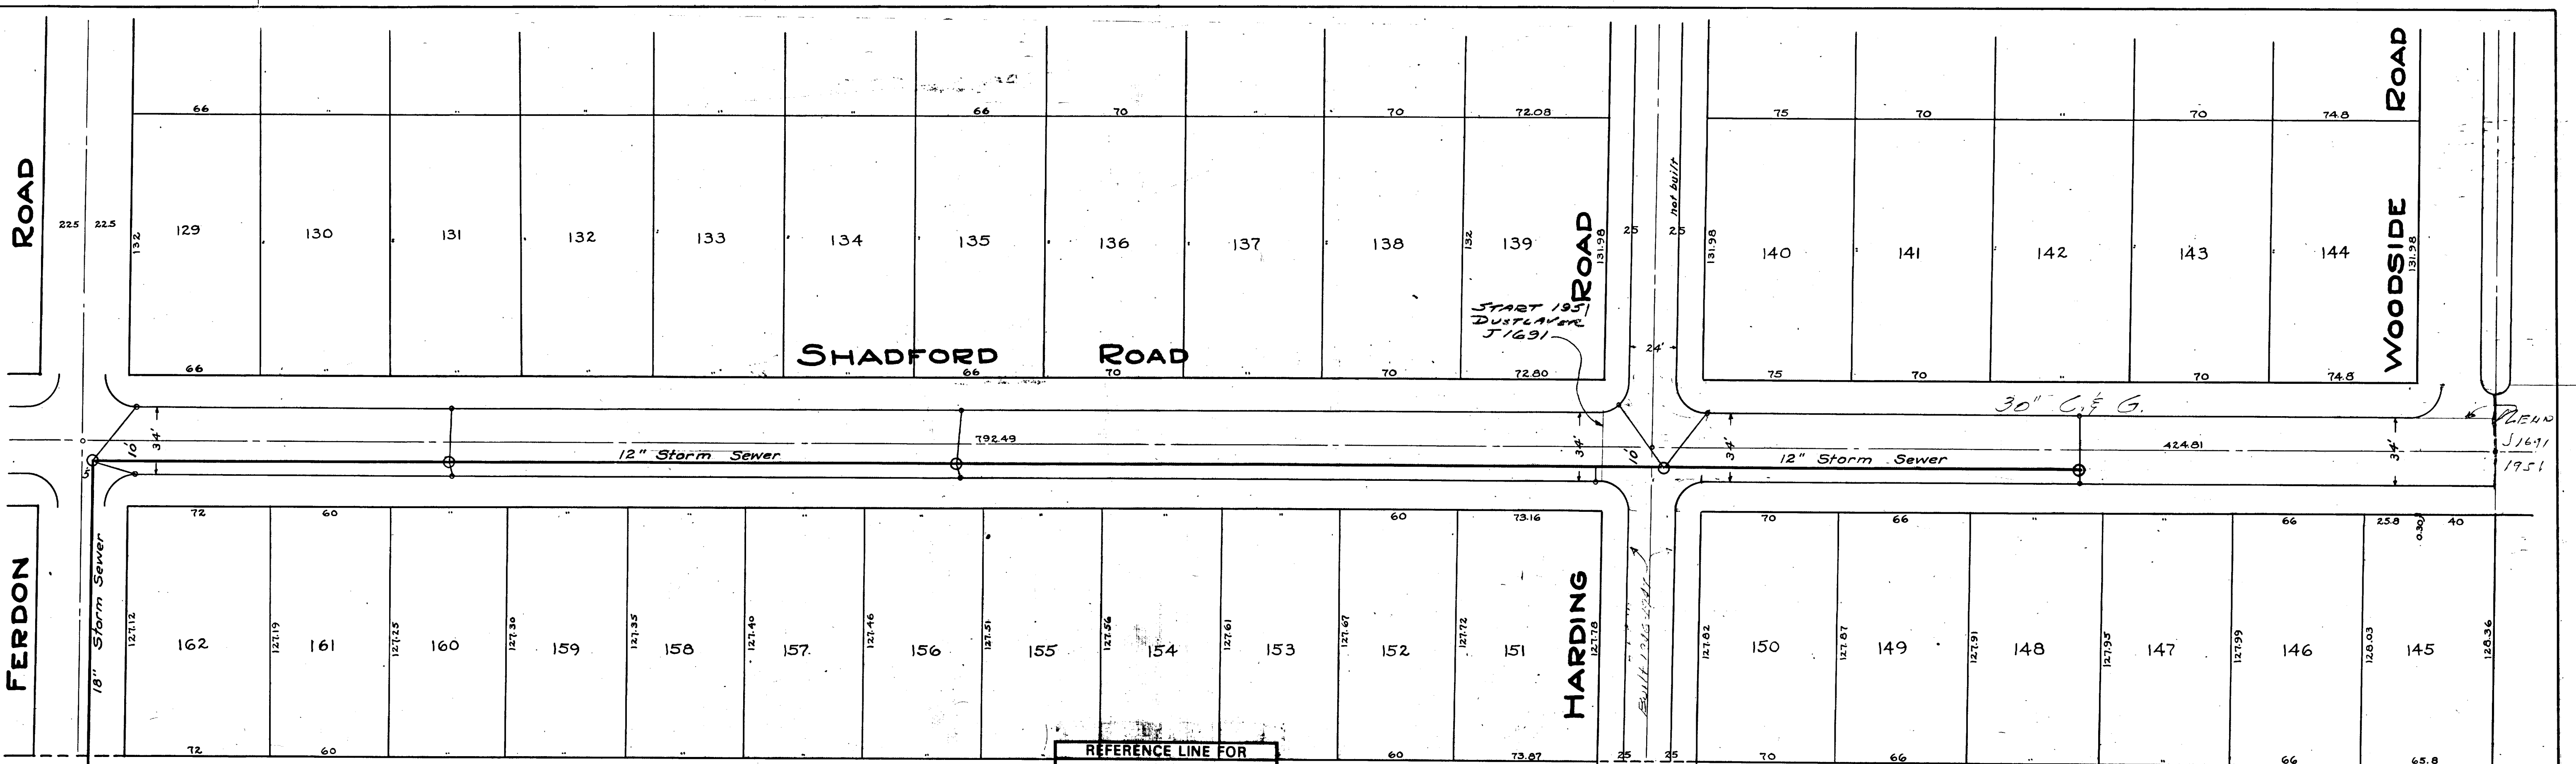 66 " " " " " 66 70 " 70 72.08
75 70 " 70 74.8
ROAD
ROAD
225 225
132
129 130 131 132 133 134 135 136 137 138
132
139
131.98
ROAD
25 25
not built
131.98
140 141 142 143 144
131.98
WOODSIDE
START 1951
DUSTLAYER
J1691
24'
SHADFORD ROAD
66 " " " " " 66 70 " 70 72.80
75 70 " 70 74.8
30" C. & G.
J1691
1951
10' 34'
792.49
12" Storm Sewer
34' 10' 34'
12" Storm Sewer
424.81
34'
5'
72 60 " " " " " " " " 60 73.16
70 66 " " 66 25.8 0.30 40
FERDON
18" Storm Sewer
127.12 162 127.19 161 127.25 160 127.30 159 127.35 158 127.40 157 127.46 156 127.51 155 127.56 154 127.61 153 127.67 152 127.72 151 127.78
HARDING
Built
127.82 150 127.87 149 127.91 148 127.95 147 127.99 146 128.03 145 128.36
72 60 " " " " " " 60 73.87
25 25
70 66 " " 66 65.8
REFERENCE LINE FOR